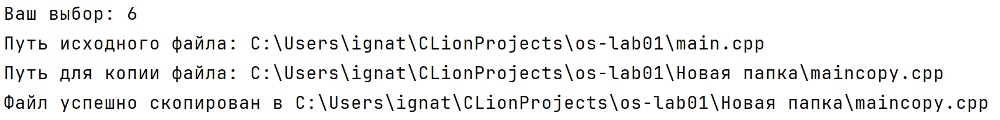 Ваш выбор: 6
Путь исходного файла: C:\Users\ignat\CLionProjects\os-lab01\main.cpp
Путь для копии файла: C:\Users\ignat\CLionProjects\os-lab01\Новая папка\maincopy.cpp
Файл успешно скопирован в C:\Users\ignat\CLionProjects\os-lab01\Новая папка\maincopy.cpp